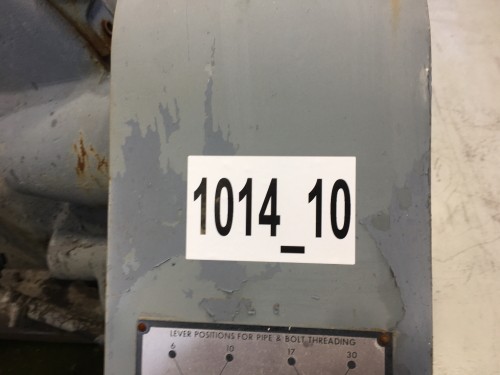 1014_10
LEVER POSITIONS FOR PIPE & BOLT THREADING
6 10 17 30